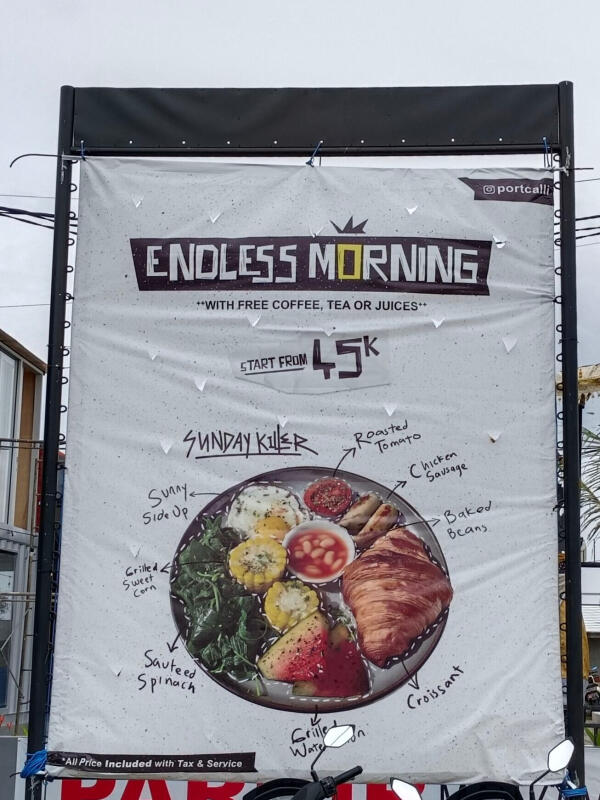 portcalli
ENDLESS MORNING
**WITH FREE COFFEE, TEA OR JUICES**
START FROM 45K
SUNDAY KILLER
Roasted
Tomato
Chicken
Sausage
Sunny
Side Up
Baked
Beans
Grilled
Sweet
Corn
Sauteed
Spinach
Croissant
Grilled
*All Price Included with Tax & Service